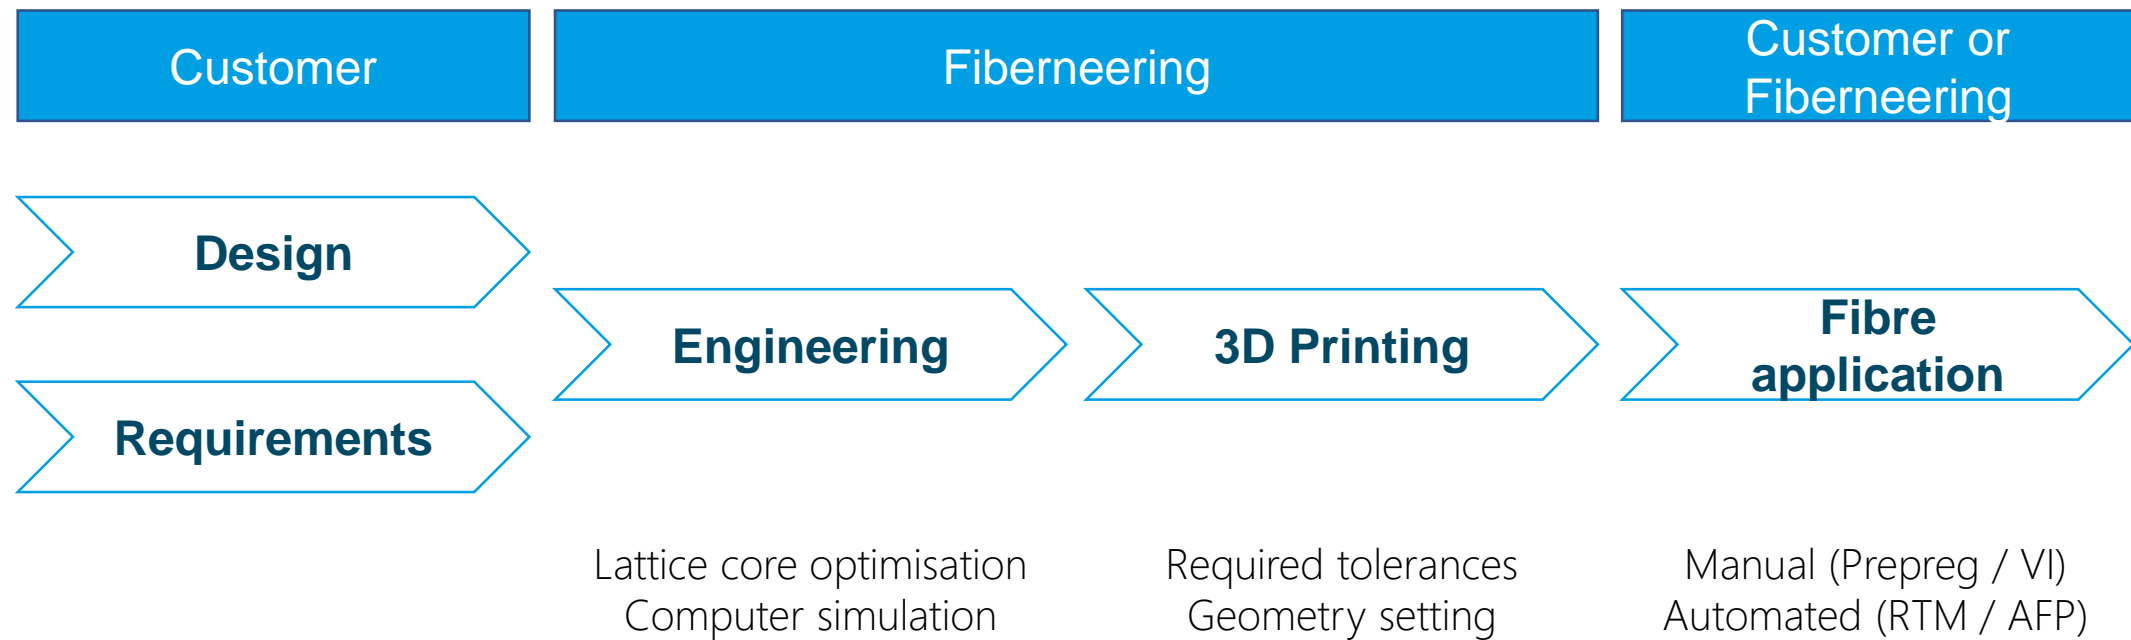 Customer
Fiberneering
Customer or
Fiberneering
Design
Requirements
Engineering
3D Printing
Fibre
application
Lattice core optimisation
Computer simulation
Required tolerances
Geometry setting
Manual (Prepreg / VI)
Automated (RTM / AFP)